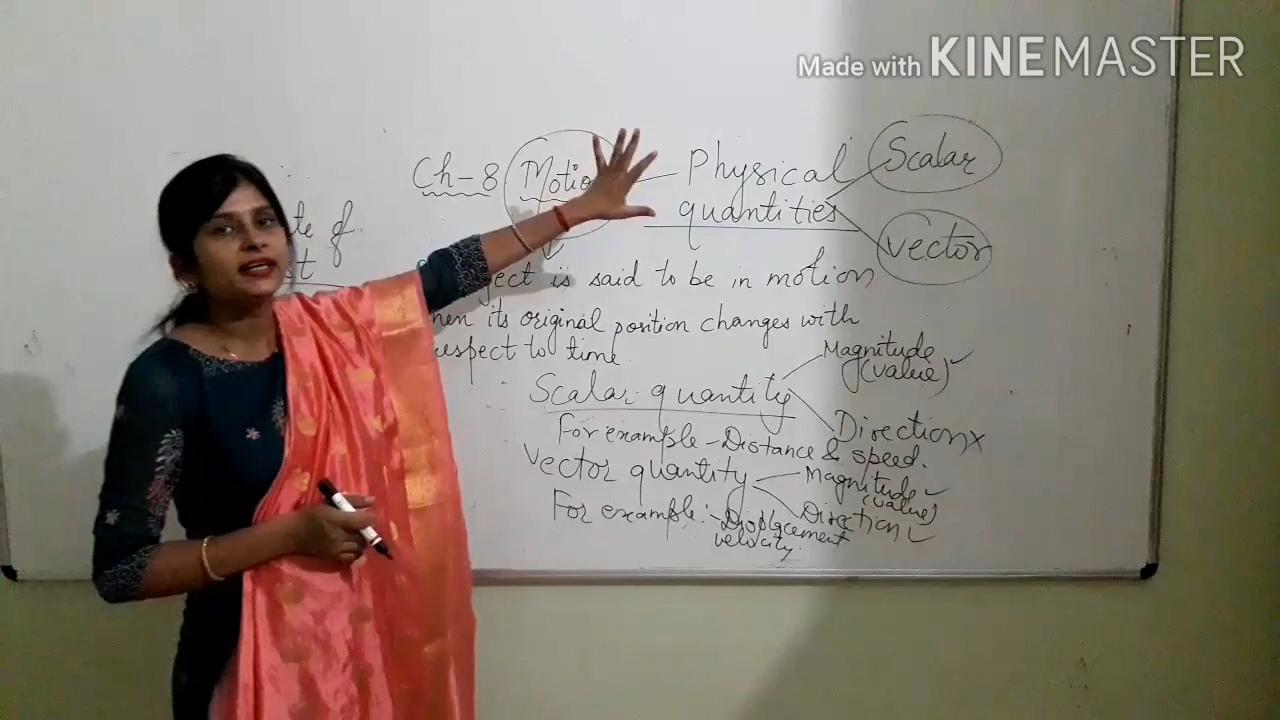 Made with KINEMASTER
Ch-8 Motio
Physical
quantities
Scalar
vector
of
is said to be in motion
its original position changes with
respect to time.
Scalar quantity
Magnitude
(value) ✓
Direction x
For example - Distance & speed.
Vector quantity
Magnitude ✓
(value)
Direction ✓
For example :- Displacement
velocity.